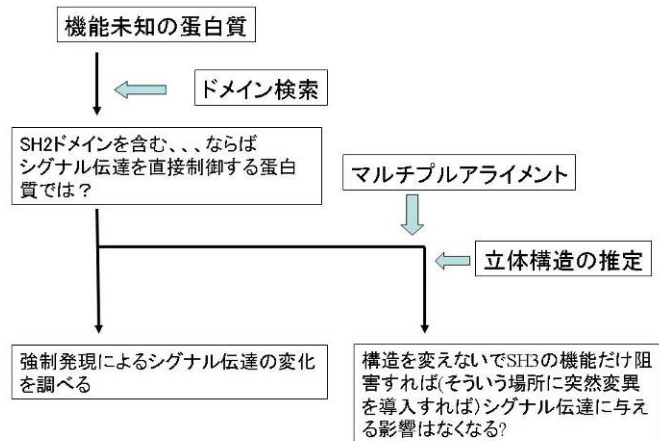 機能未知の蛋白質
ドメイン検索
SH2ドメインを含む、、、ならば
シグナル伝達を直接制御する蛋白
質では？
マルチプルアライメント
立体構造の推定
強制発現によるシグナル伝達の変化
を調べる
構造を変えないでSH3の機能だけ阻
害すれば(そういう場所に突然変異
を導入すれば)シグナル伝達に与え
る影響はなくなる?